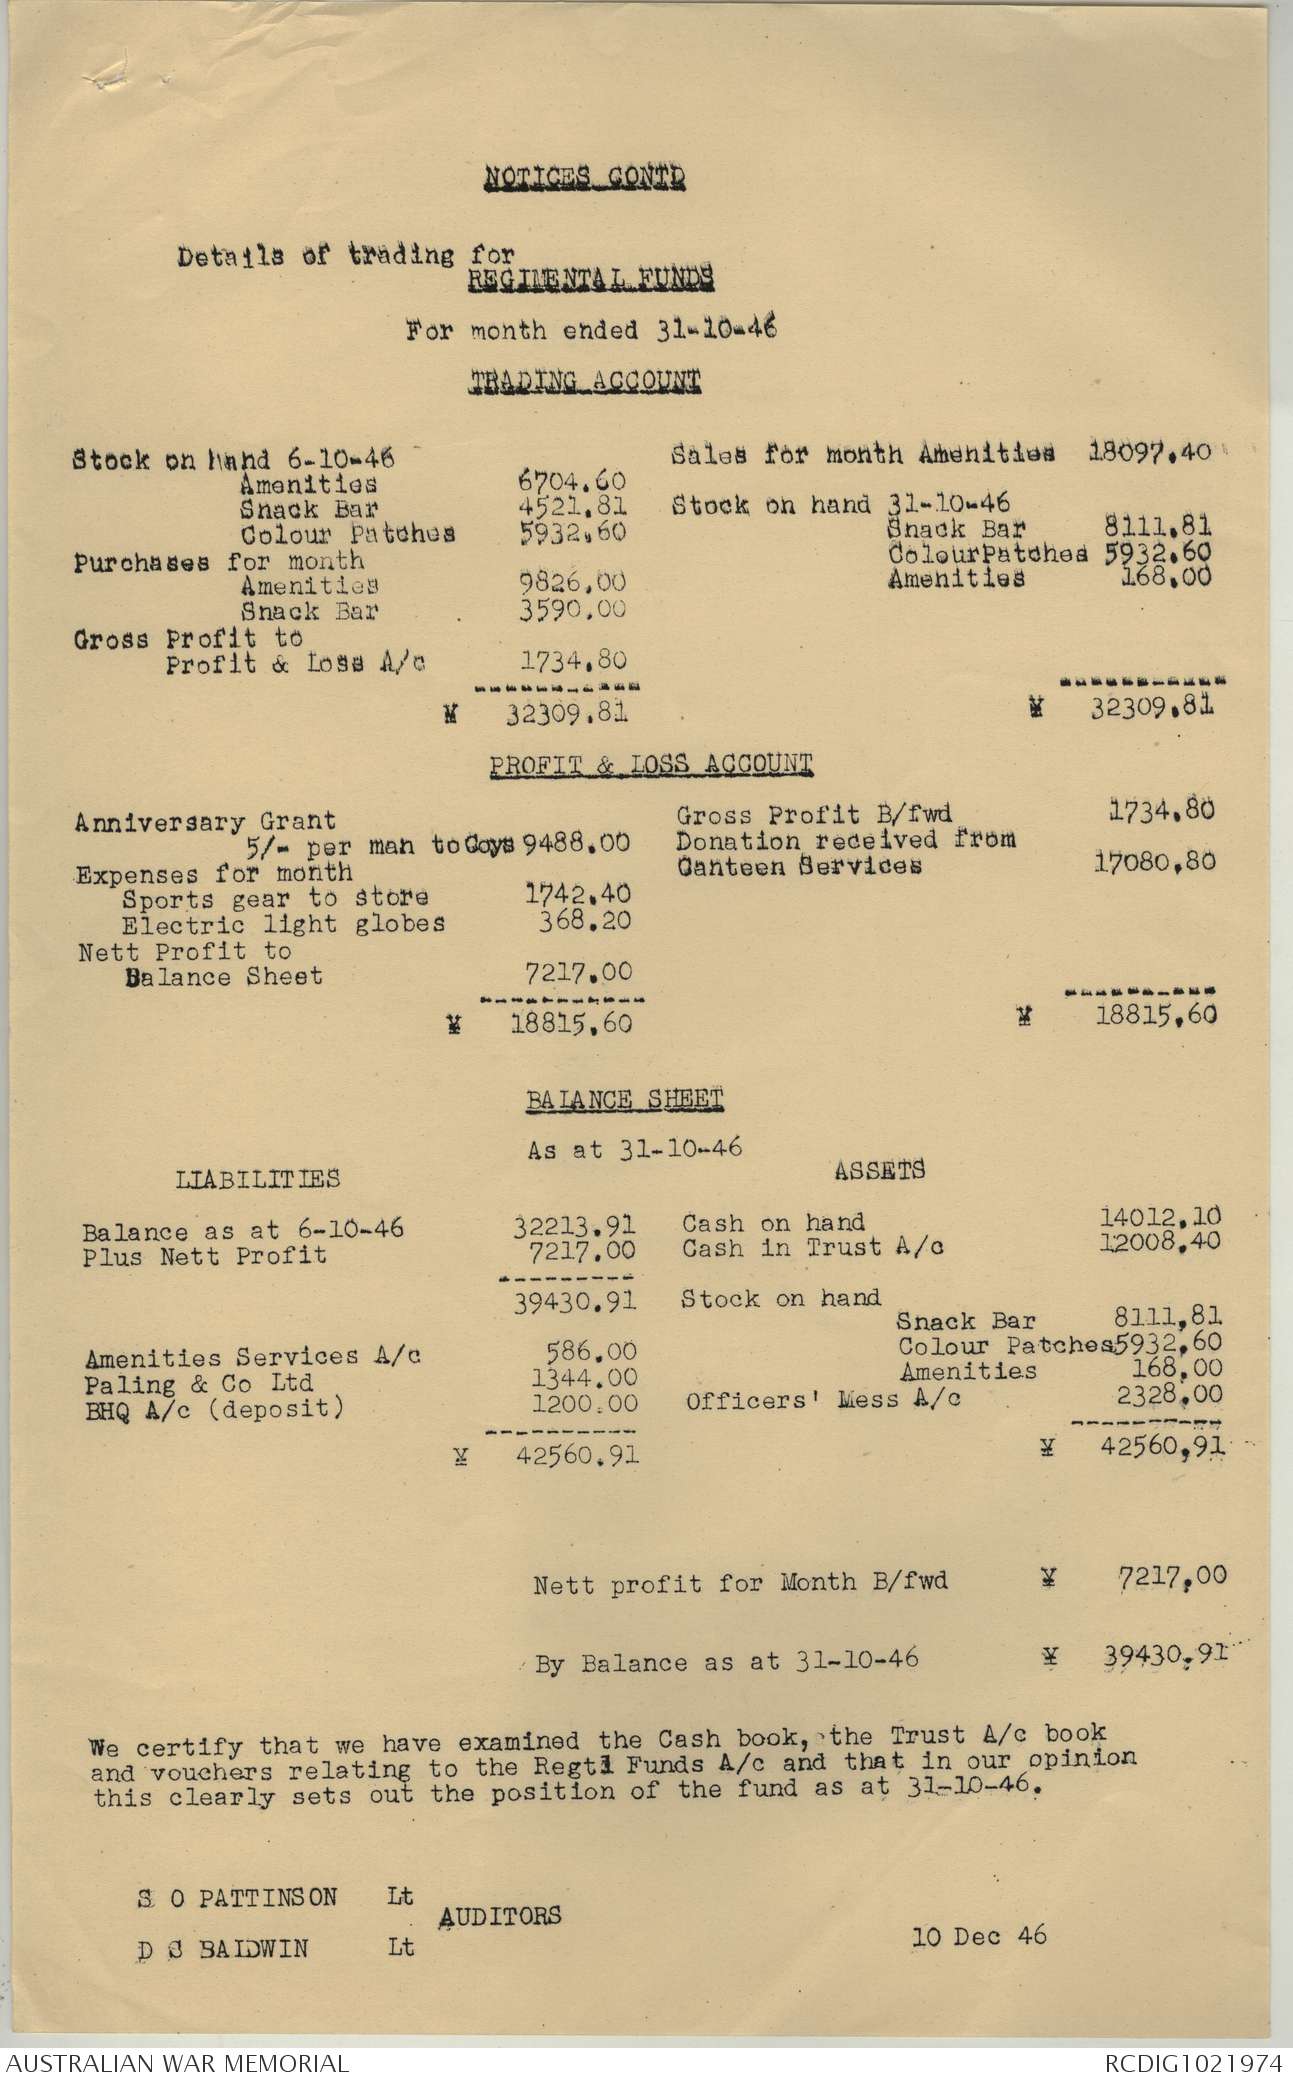 NOTICES CONTD
Details of trading for
REGIMENTAL FUNDS
For month ended 31-10-46
TRADING ACCOUNT
Stock on hand 6-10-46 Sales for month Amenities 18097.40
Amenities 6704.60
Snack Bar 4521.81 Stock on hand 31-10-46
Colour Patches 5932.60 Snack Bar 8111.81
Purchases for month ColourPatches 5932.60
Amenities 9826.00 Amenities 168.00
Snack Bar 3590.00
Gross Profit to
Profit & Loss A/c 1734.80
¥ 32309.81 ¥ 32309.81
PROFIT & LOSS ACCOUNT
Anniversary Grant Gross Profit B/fwd 1734.80
5/- per man to Coys 9488.00 Donation received from
Expenses for month Canteen Services 17080.80
Sports gear to store 1742.40
Electric light globes 368.20
Nett Profit to
Balance Sheet 7217.00
¥ 18815.60 ¥ 18815.60
BALANCE SHEET
As at 31-10-46
LIABILITIES ASSETS
Balance as at 6-10-46 32213.91 Cash on hand 14012.10
Plus Nett Profit 7217.00 Cash in Trust A/c 12008.40
39430.91 Stock on hand
Snack Bar 8111.81
Amenities Services A/c 586.00 Colour Patches 5932.60
Paling & Co Ltd 1344.00 Amenities 168.00
BHQ A/c (deposit) 1200.00 Officers' Mess A/c 2328.00
¥ 42560.91 ¥ 42560.91
Nett profit for Month B/fwd ¥ 7217.00
By Balance as at 31-10-46 ¥ 39430.91
We certify that we have examined the Cash book, the Trust A/c book
and vouchers relating to the Regtl Funds A/c and that in our opinion
this clearly sets out the position of the fund as at 31-10-46.
S O PATTINSON Lt
AUDITORS
D S BALDWIN Lt
10 Dec 46
AUSTRALIAN WAR MEMORIAL RCDIG1021974